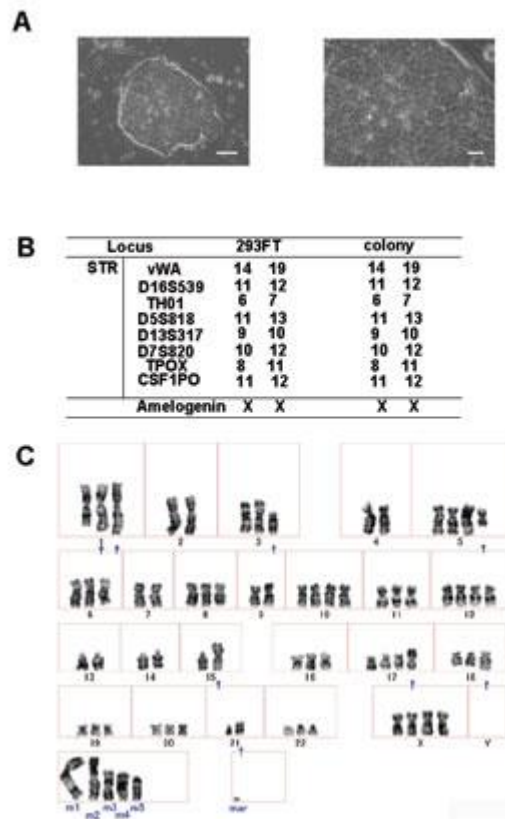 A
B
Locus 293FT colony
STR vWA 14 19 14 19
D16S539 11 12 11 12
TH01 6 7 6 7
D5S818 11 13 11 13
D13S317 9 10 9 10
D7S820 10 12 10 12
TPOX 8 11 8 11
CSF1PO 11 12 11 12
Amelogenin X X X X
C
1 2 3 4 5
6 7 8 9 10 11 12
13 14 15 16 17 18
19 20 21 22 X Y
m1 m2 m3 m4 m5 mar